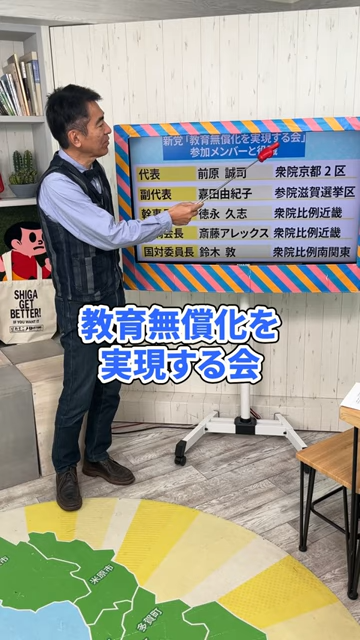 新党「教育無償化を実現する会」
参加メンバーと役職
代表 前原 誠司 衆院京都2区
副代表 嘉田由紀子 参院滋賀選挙区
幹事 徳永 久志 衆院比例近畿
会長 斎藤アレックス 衆院比例近畿
国対委員長 鈴木 敦 衆院比例南関東
SHIGA
GET
BETTER!
教育無償化を
実現する会
米原市
多賀町